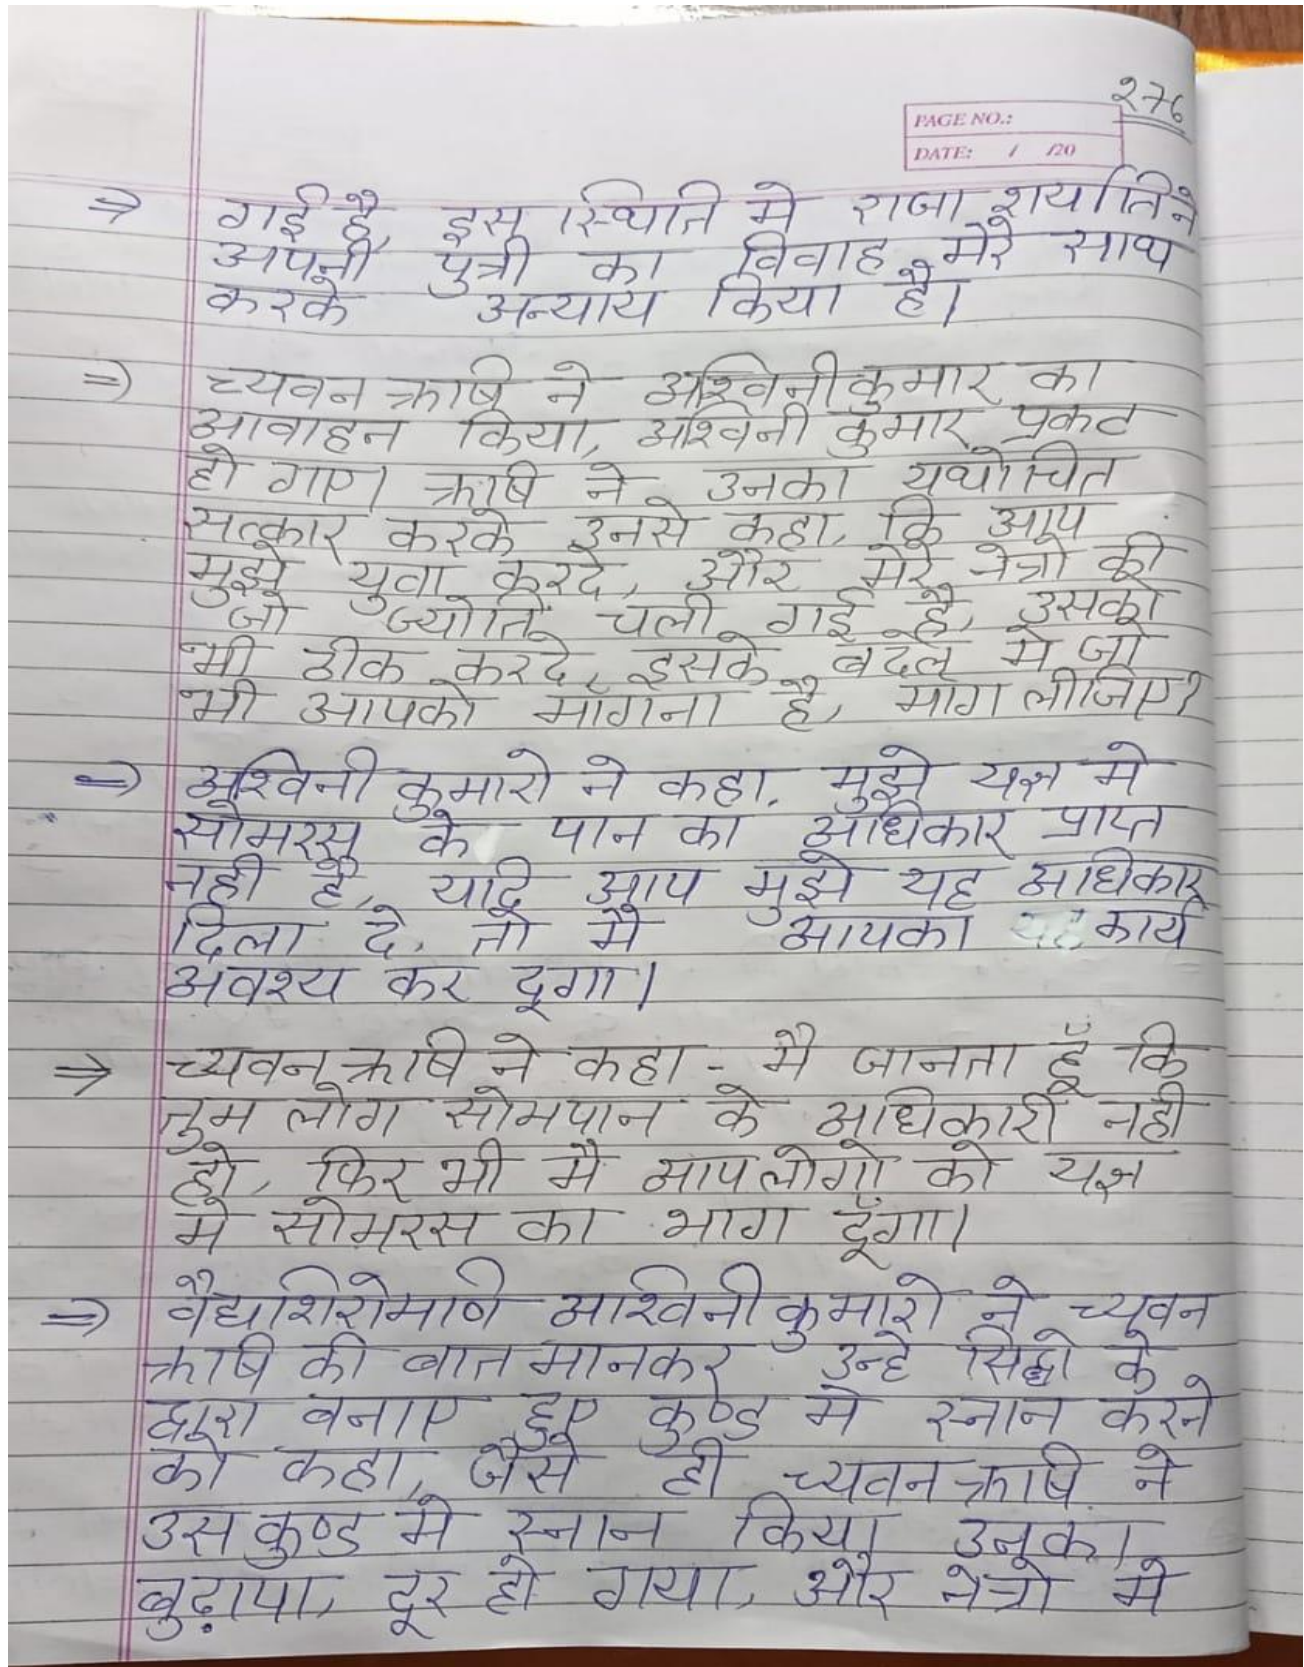 २७६
PAGE NO.:
DATE: / /20
⇒ गई है, इस स्थिति मे राजा शर्याति ने
अपनी पुत्री का विवाह मेरे साथ
करके अन्याय किया है।
⇒ च्यवन ऋषि ने अश्विनी कुमार का
आवाहन किया, अश्विनी कुमार प्रकट
हो गए। ऋषि ने उनका यथोचित
सत्कार करके उनसे कहा, कि आप
मुझे युवा करदे, और मेरे नेत्रो की
जो ज्योति चली गई है, उसको
भी ठीक करदे, इसके बदले मे जो
भी आपको माँगना है, माग लीजिए?
⇒ अश्विनी कुमारो ने कहा, मुझे यज्ञ मे
सोमरस के पान का अधिकार प्राप्त
नही है, यदि आप मुझे यह अधिकार
दिला दे, तो मै आपका यह कार्य
अवश्य कर दूगा।
⇒ च्यवन ऋषि ने कहा - मै जानता हूँ कि
तुम लोग सोमपान के अधिकारी नही
हो, फिर भी मै आप लोगो को यज्ञ
मे सोमरस का भाग दूँगा।
⇒ वैद्यशिरोमणि अश्विनी कुमारो ने च्यवन
ऋषि की बात मानकर उन्हे सिद्धो के
द्वारा बनाए हुए कुण्ड मे स्नान करने
को कहा, जैसे ही च्यवन ऋषि ने
उस कुण्ड मे स्नान किया, उनका
बुढ़ापा, दूर हो गया, और नेत्रो मे